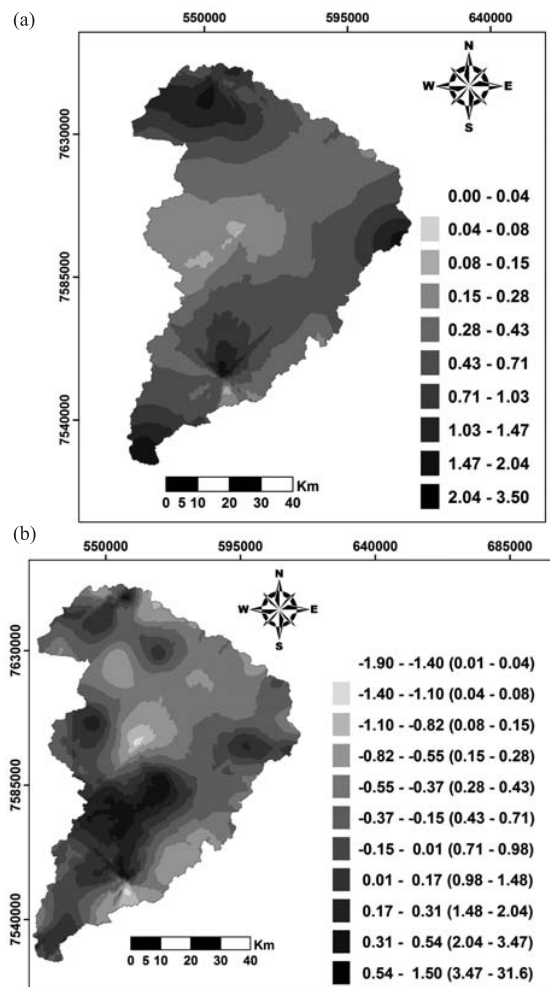 (a)
550000 595000 640000
N
W E
S
7630000
7585000
7540000
0.00 - 0.04
0.04 - 0.08
0.08 - 0.15
0.15 - 0.28
0.28 - 0.43
0.43 - 0.71
0.71 - 1.03
1.03 - 1.47
1.47 - 2.04
2.04 - 3.50
Km
0 5 10 20 30 40
(b)
550000 595000 640000 685000
N
W E
S
7630000
7585000
7540000
-1.90 - -1.40 (0.01 - 0.04)
-1.40 - -1.10 (0.04 - 0.08)
-1.10 - -0.82 (0.08 - 0.15)
-0.82 - -0.55 (0.15 - 0.28)
-0.55 - -0.37 (0.28 - 0.43)
-0.37 - -0.15 (0.43 - 0.71)
-0.15 - 0.01 (0.71 - 0.98)
0.01 - 0.17 (0.98 - 1.48)
0.17 - 0.31 (1.48 - 2.04)
0.31 - 0.54 (2.04 - 3.47)
0.54 - 1.50 (3.47 - 31.6)
Km
0 5 10 20 30 40